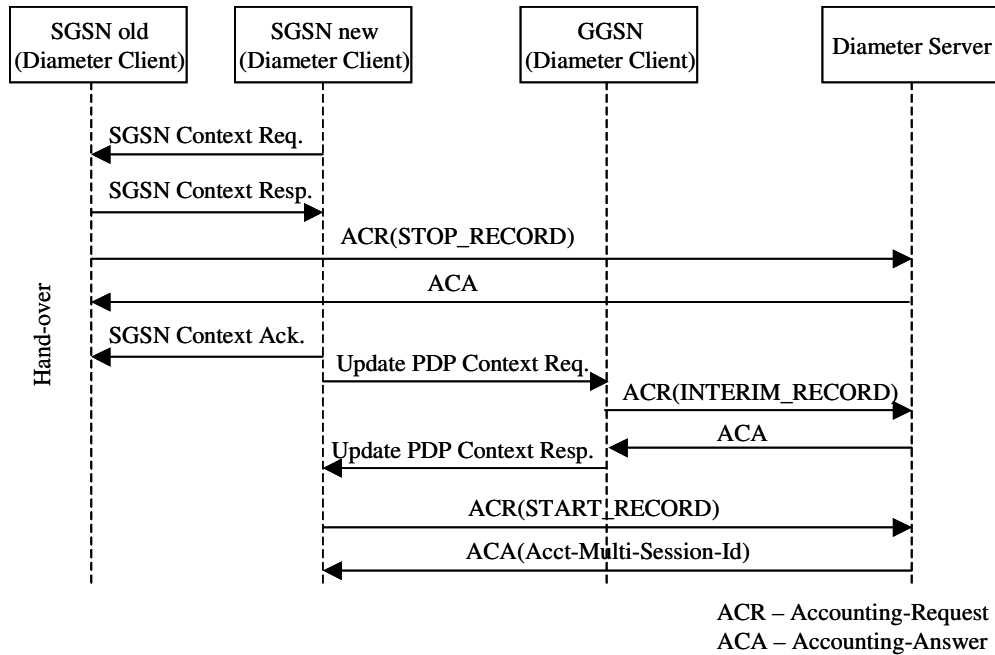 SGSN old
(Diameter Client)
SGSN new
(Diameter Client)
GGSN
(Diameter Client)
Diameter Server
SGSN Context Req.
SGSN Context Resp.
ACR(STOP_RECORD)
ACA
Hand-over
SGSN Context Ack.
Update PDP Context Req.
ACR(INTERIM_RECORD)
ACA
Update PDP Context Resp.
ACR(START_RECORD)
ACA(Acct-Multi-Session-Id)
ACR – Accounting-Request
ACA – Accounting-Answer